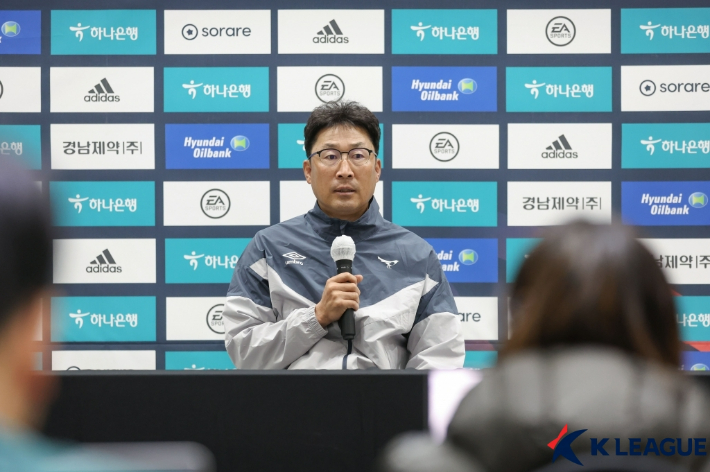 하나은행
sorare
adidas
하나은행
EA SPORTS
하나은행
adidas
하나은행
EA SPORTS
Hyundai
Oilbank
하나은행
sorare
경남제약(주)
Hyundai
Oilbank
EA SPORTS
adidas
하나은행
하나은행
EA SPORTS
하나은행
경남제약(주)
Hyundai
Oilbank
adidas
하나은행
umbro
하나은행
K LEAGUE